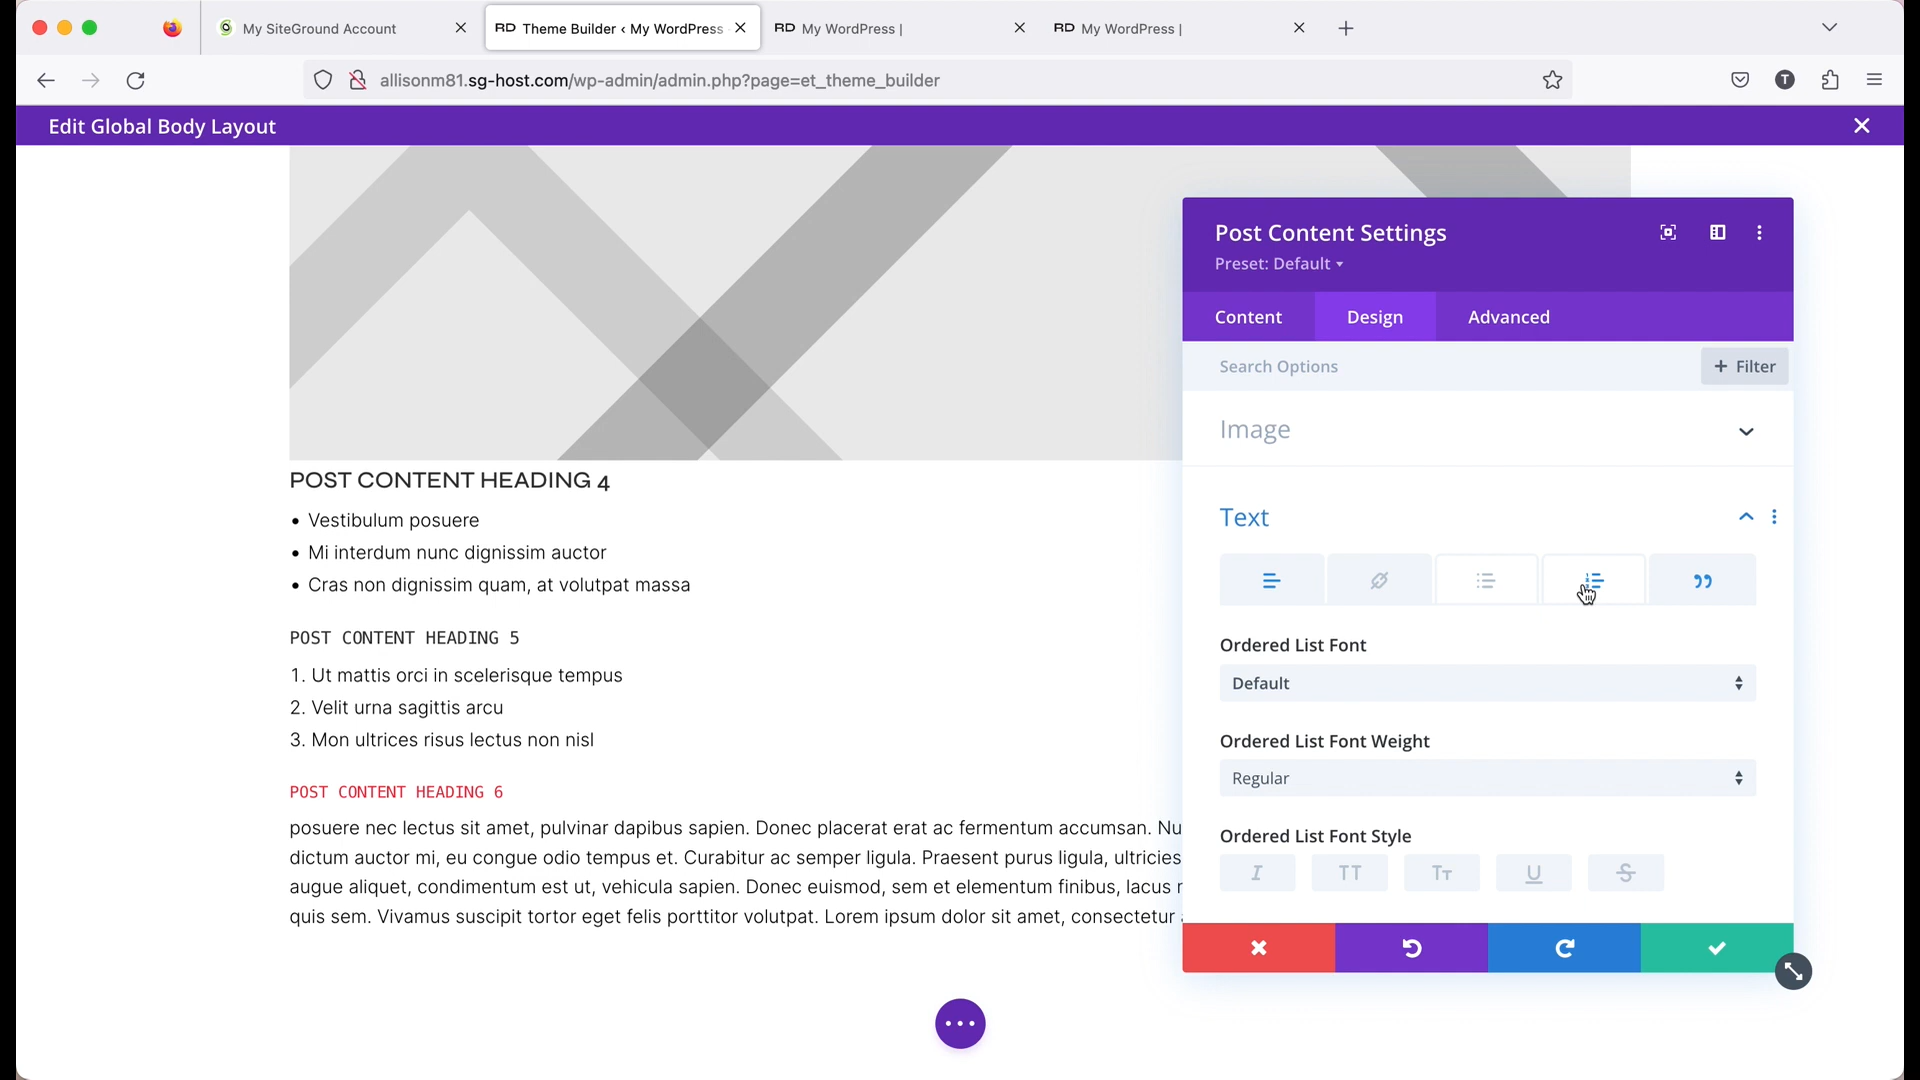 My SiteGround Account
RD Theme Builder ‹ My WordPress
RD My WordPress |
RD My WordPress |
allisonm81.sg-host.com/wp-admin/admin.php?page=et_theme_builder
T
Edit Global Body Layout
POST CONTENT HEADING 4
• Vestibulum posuere
• Mi interdum nunc dignissim auctor
• Cras non dignissim quam, at volutpat massa
POST CONTENT HEADING 5
1. Ut mattis orci in scelerisque tempus
2. Velit urna sagittis arcu
3. Mon ultrices risus lectus non nisl
POST CONTENT HEADING 6
posuere nec lectus sit amet, pulvinar dapibus sapien. Donec placerat erat ac fermentum accumsan. Nu
dictum auctor mi, eu congue odio tempus et. Curabitur ac semper ligula. Praesent purus ligula, ultricies
augue aliquet, condimentum est ut, vehicula sapien. Donec euismod, sem et elementum finibus, lacus
quis sem. Vivamus suscipit tortor eget felis porttitor volutpat. Lorem ipsum dolor sit amet, consectetur
Post Content Settings
Preset: Default
Content Design Advanced
Search Options
+ Filter
Image
Text
Ordered List Font
Default
Ordered List Font Weight
Regular
Ordered List Font Style
I TT Tт U S